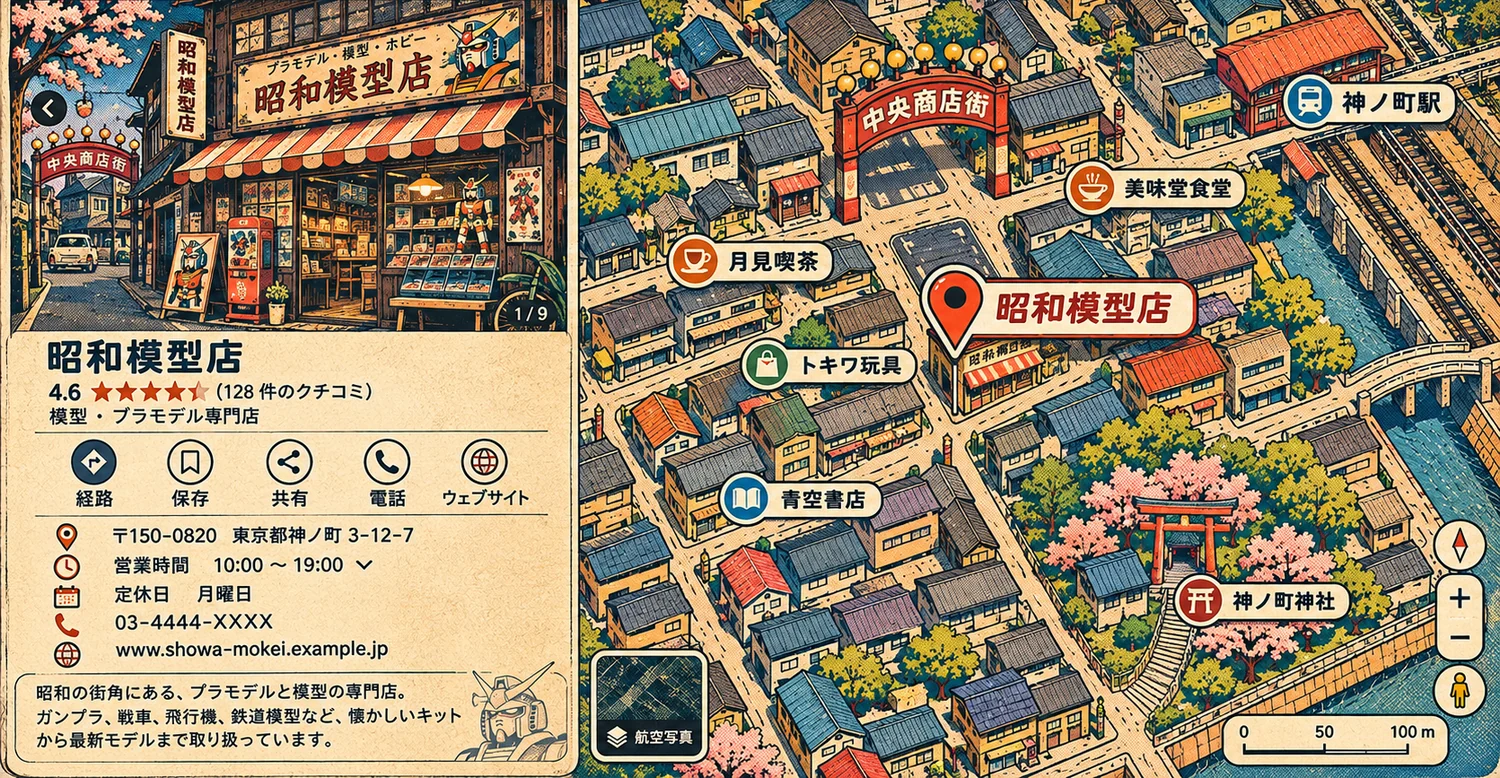 昭和模型店
プラモデル・模型・ホビー
昭和模型店
中央商店街
1/9
昭和模型店
4.6 ★★★★★ (128 件のクチコミ)
模型・プラモデル専門店
経路 保存 共有 電話 ウェブサイト
〒150-0820 東京都神ノ町 3-12-7
営業時間 10:00 ~ 19:00
定休日 月曜日
03-4444-XXXX
www.showa-mokei.example.jp
昭和の街角にある、プラモデルと模型の専門店。
ガンプラ、戦車、飛行機、鉄道模型など、懐かしいキット
から最新モデルまで取り扱っています。
中央商店街
神ノ町駅
美味堂食堂
月見喫茶
昭和模型店
トキワ玩具
青空書店
神ノ町神社
航空写真
+
−
0 50 100 m